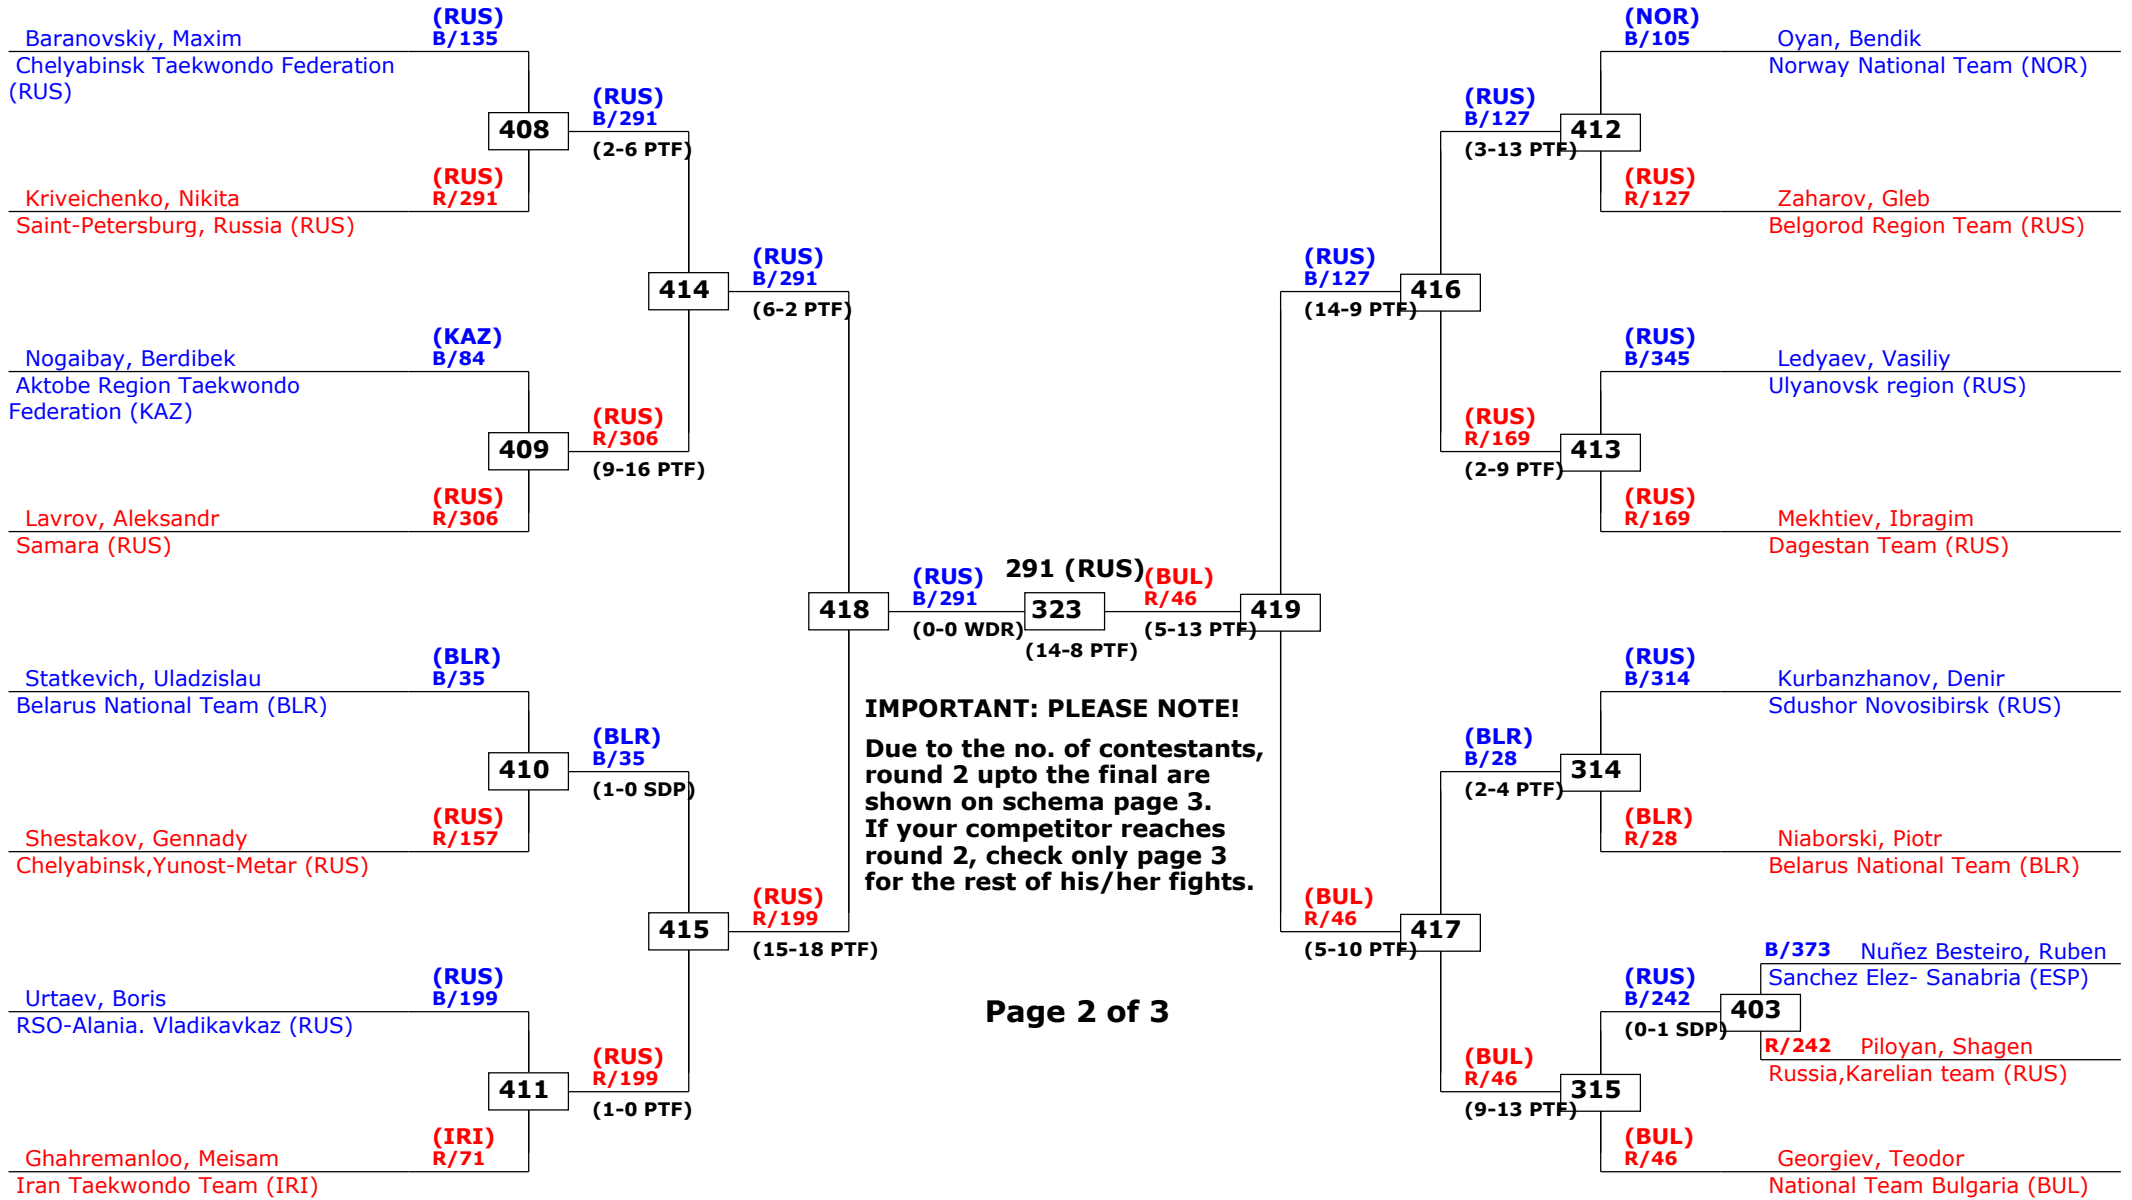 (RUS)
B/135
Baranovskiy, Maxim
Chelyabinsk Taekwondo Federation
(RUS)
408
(RUS)
B/291
(2-6 PTF)
(RUS)
R/291
Kriveichenko, Nikita
Saint-Petersburg, Russia (RUS)
414
(RUS)
B/291
(6-2 PTF)
(KAZ)
B/84
Nogaibay, Berdibek
Aktobe Region Taekwondo
Federation (KAZ)
409
(RUS)
R/306
(9-16 PTF)
(RUS)
R/306
Lavrov, Aleksandr
Samara (RUS)
418
(RUS)
B/291
(0-0 WDR)
291 (RUS)
323
(14-8 PTF)
(BUL)
R/46
(5-13 PTF)
419
(BLR)
B/35
Statkevich, Uladzislau
Belarus National Team (BLR)
410
(BLR)
B/35
(1-0 SDP)
(RUS)
R/157
Shestakov, Gennady
Chelyabinsk,Yunost-Metar (RUS)
415
(RUS)
R/199
(15-18 PTF)
(RUS)
B/199
Urtaev, Boris
RSO-Alania. Vladikavkaz (RUS)
411
(RUS)
R/199
(1-0 PTF)
(IRI)
R/71
Ghahremanloo, Meisam
Iran Taekwondo Team (IRI)
IMPORTANT: PLEASE NOTE!
Due to the no. of contestants,
round 2 upto the final are
shown on schema page 3.
If your competitor reaches
round 2, check only page 3
for the rest of his/her fights.
Page 2 of 3
(NOR)
B/105
Oyan, Bendik
Norway National Team (NOR)
(RUS)
B/127
(3-13 PTF)
412
(RUS)
R/127
Zaharov, Gleb
Belgorod Region Team (RUS)
(RUS)
B/127
(14-9 PTF)
416
(RUS)
B/345
Ledyaev, Vasiliy
Ulyanovsk region (RUS)
(RUS)
R/169
(2-9 PTF)
413
(RUS)
R/169
Mekhtiev, Ibragim
Dagestan Team (RUS)
(RUS)
B/314
Kurbanzhanov, Denir
Sdushor Novosibirsk (RUS)
(BLR)
B/28
(2-4 PTF)
314
(BLR)
R/28
Niaborski, Piotr
Belarus National Team (BLR)
(BUL)
R/46
(5-10 PTF)
417
B/373
Nuñez Besteiro, Ruben
Sanchez Elez- Sanabria (ESP)
(RUS)
B/242
(0-1 SDP)
403
R/242
Piloyan, Shagen
Russia,Karelian team (RUS)
(BUL)
R/46
(9-13 PTF)
315
(BUL)
R/46
Georgiev, Teodor
National Team Bulgaria (BUL)